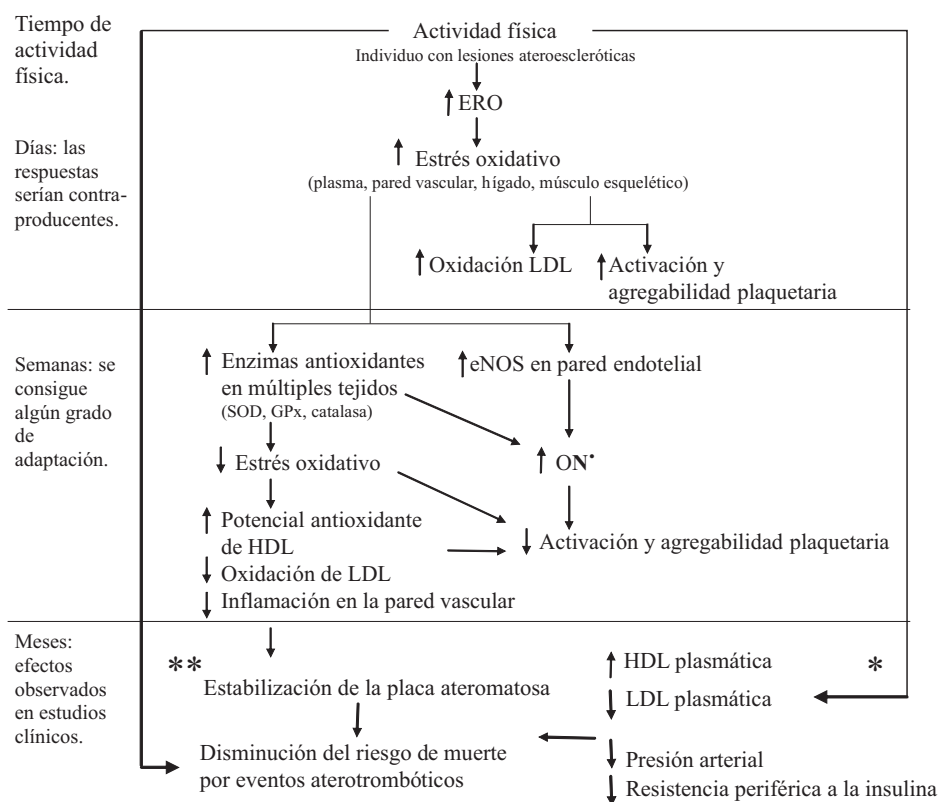 Tiempo de
actividad
física.
Actividad física
Individuo con lesiones ateroescleróticas
ERO
Estrés oxidativo
(plasma, pared vascular, hígado, músculo esquelético)
Días: las
respuestas
serían contra-
producentes.
Oxidación LDL
Activación y
agregabilidad plaquetaria
Semanas: se
consigue
algún grado
de
adaptación.
Enzimas antioxidantes
en múltiples tejidos
(SOD, GPx, catalasa)
eNOS en pared endotelial
Estrés oxidativo
ON•
Potencial antioxidante
de HDL
Oxidación de LDL
Inflamación en la pared vascular
Activación y agregabilidad plaquetaria
Meses:
efectos
observados
en estudios
clínicos.
**
Estabilización de la placa ateromatosa
Disminución del riesgo de muerte
por eventos aterotrombóticos
HDL plasmática
*
LDL plasmática
Presión arterial
Resistencia periférica a la insulina